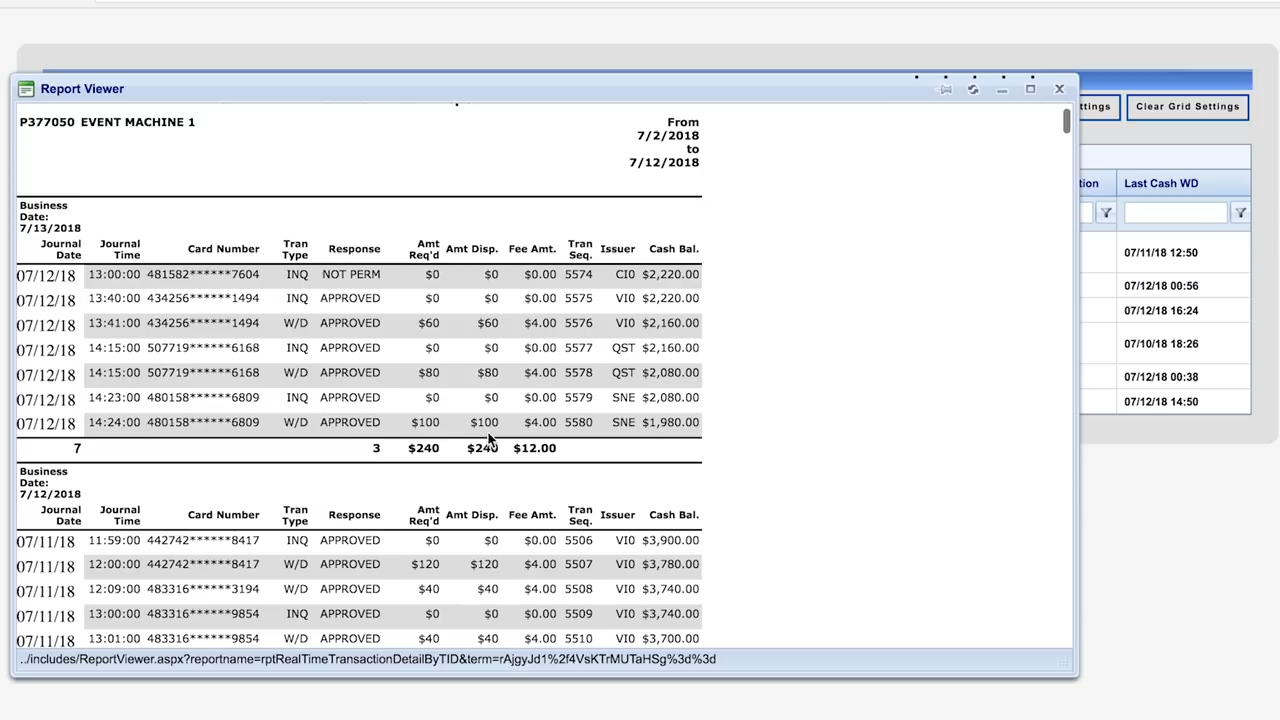 Report Viewer
ttings
Clear Grid Settings
P377050 EVENT MACHINE 1
From
7/2/2018
to
7/12/2018
tion
Last Cash WD
07/11/18 12:50
07/12/18 00:56
07/12/18 16:24
07/10/18 18:26
07/12/18 00:38
07/12/18 14:50
Business
Date:
7/13/2018
Journal Date Journal Time Card Number Tran Type Response Amt Req'd Amt Disp. Fee Amt. Tran Seq. Issuer Cash Bal.
07/12/18 13:00:00 481582******7604 INQ NOT PERM $0 $0 $0.00 5574 CI0 $2,220.00
07/12/18 13:40:00 434256******1494 INQ APPROVED $0 $0 $0.00 5575 VI0 $2,220.00
07/12/18 13:41:00 434256******1494 W/D APPROVED $60 $60 $4.00 5576 VI0 $2,160.00
07/12/18 14:15:00 507719******6168 INQ APPROVED $0 $0 $0.00 5577 QST $2,160.00
07/12/18 14:15:00 507719******6168 W/D APPROVED $80 $80 $4.00 5578 QST $2,080.00
07/12/18 14:23:00 480158******6809 INQ APPROVED $0 $0 $0.00 5579 SNE $2,080.00
07/12/18 14:24:00 480158******6809 W/D APPROVED $100 $100 $4.00 5580 SNE $1,980.00
7 3 $240 $240 $12.00
Business
Date:
7/12/2018
Journal Date Journal Time Card Number Tran Type Response Amt Req'd Amt Disp. Fee Amt. Tran Seq. Issuer Cash Bal.
07/11/18 11:59:00 442742******8417 INQ APPROVED $0 $0 $0.00 5506 VI0 $3,900.00
07/11/18 12:00:00 442742******8417 W/D APPROVED $120 $120 $4.00 5507 VI0 $3,780.00
07/11/18 12:09:00 483316******3194 W/D APPROVED $40 $40 $4.00 5508 VI0 $3,740.00
07/11/18 13:00:00 483316******9854 INQ APPROVED $0 $0 $0.00 5509 VI0 $3,740.00
07/11/18 13:01:00 483316******9854 W/D APPROVED $40 $40 $4.00 5510 VI0 $3,700.00
../includes/ReportViewer.aspx?reportname=rptRealTimeTransactionDetailByTID&term=rAjgyJd1%2f4VsKTrMUTaHSg%3d%3d